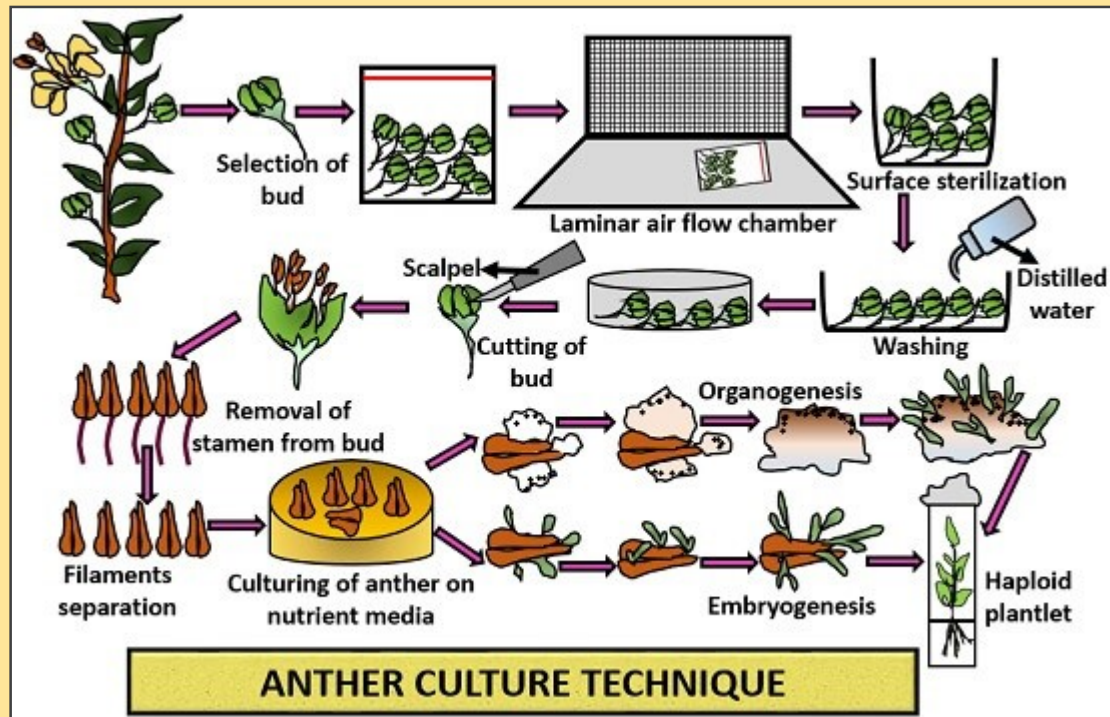 Selection of
bud
Laminar air flow chamber
Surface sterilization
Distilled
water
Washing
Scalpel
Cutting of
bud
Removal of
stamen from bud
Filaments
separation
Culturing of anther on
nutrient media
Organogenesis
Embryogenesis
Haploid
plantlet
ANTHER CULTURE TECHNIQUE